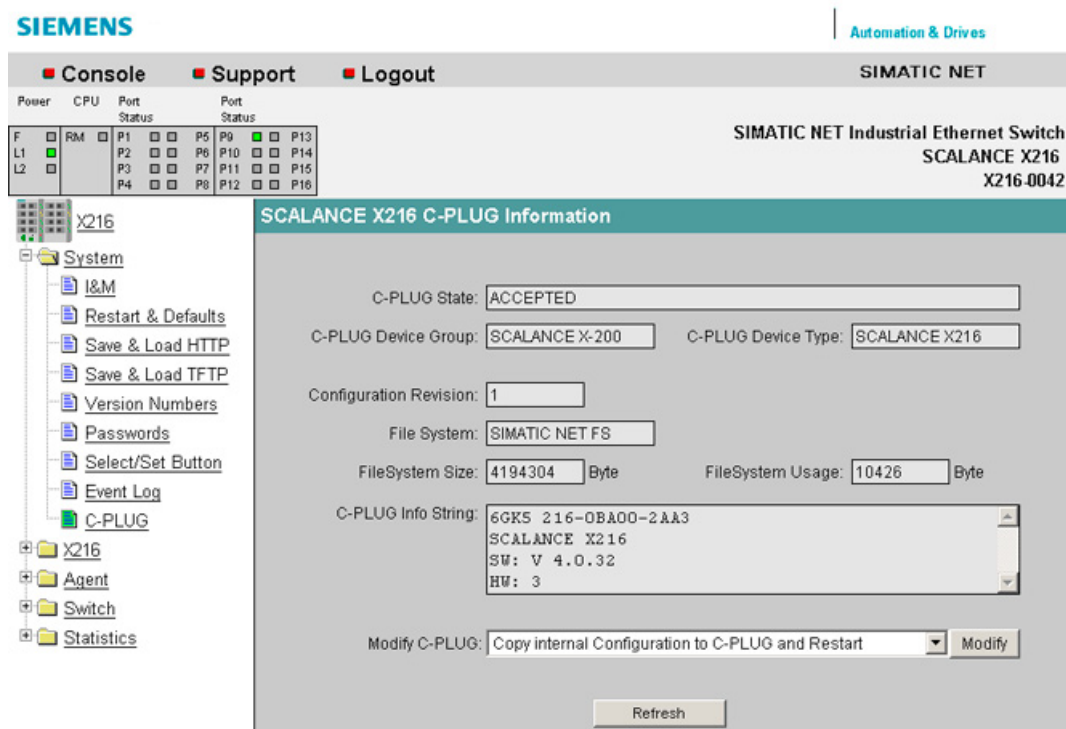 SIEMENS
Automation & Drives
Console Support Logout SIMATIC NET
Power CPU Port Status Port Status
F RM P1 P5 P9 P13
L1 P2 P6 P10 P14
L2 P3 P7 P11 P15
P4 P8 P12 P16
SIMATIC NET Industrial Ethernet Switch
SCALANCE X216
X216-0042
X216
System
I&M
Restart & Defaults
Save & Load HTTP
Save & Load TFTP
Version Numbers
Passwords
Select/Set Button
Event Log
C-PLUG
X216
Agent
Switch
Statistics
SCALANCE X216 C-PLUG Information
C-PLUG State: ACCEPTED
C-PLUG Device Group: SCALANCE X-200 C-PLUG Device Type: SCALANCE X216
Configuration Revision: 1
File System: SIMATIC NET FS
FileSystem Size: 4194304 Byte FileSystem Usage: 10426 Byte
C-PLUG Info String: 6GK5 216-0BA00-2AA3
SCALANCE X216
SW: V 4.0.32
HW: 3
Modify C-PLUG: Copy internal Configuration to C-PLUG and Restart Modify
Refresh